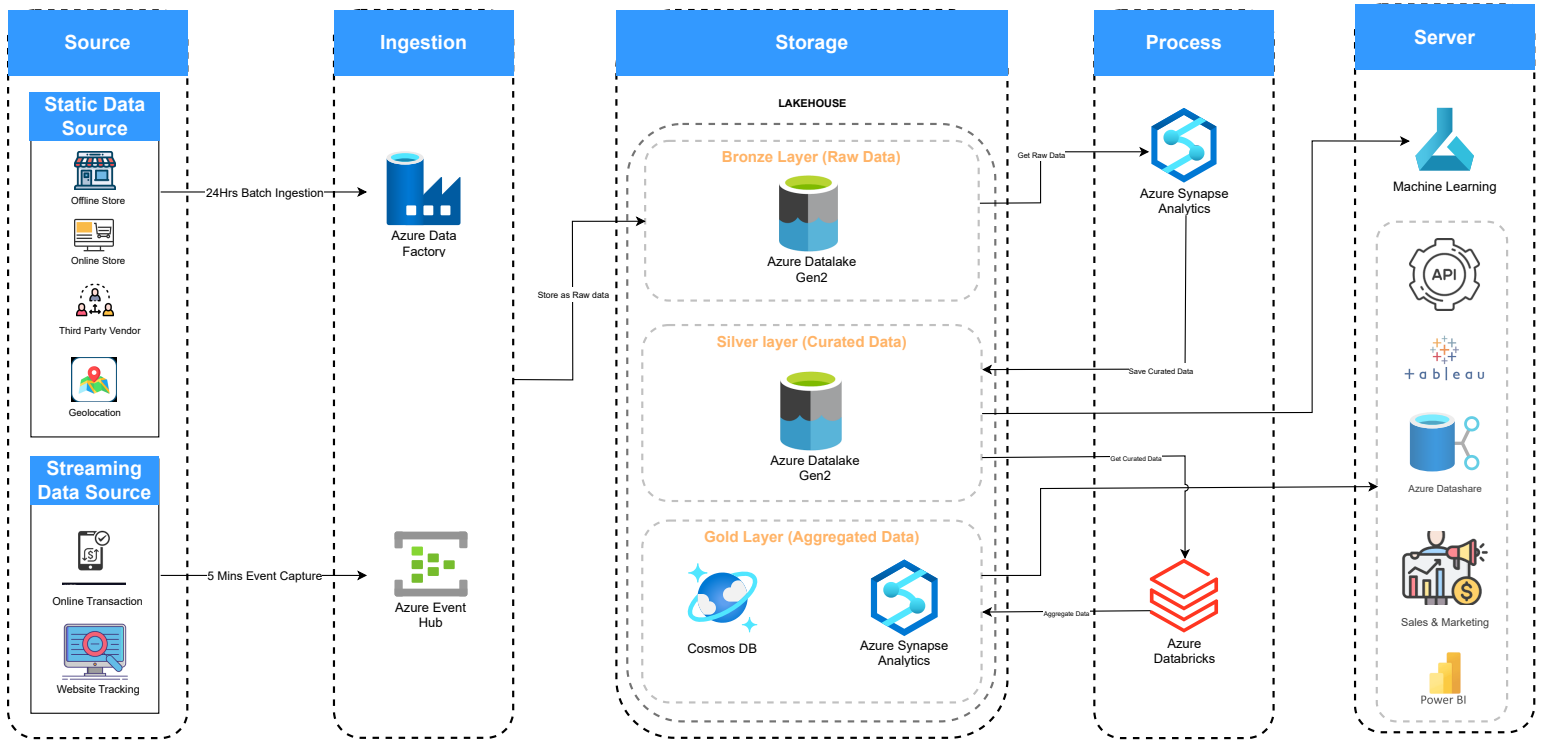 Source
Static Data
Source
Offline Store
Online Store
Third Party Vendor
Geolocation
Streaming
Data Source
Online Transaction
Website Tracking
24Hrs Batch Ingestion
5 Mins Event Capture
Ingestion
Azure Data
Factory
Azure Event
Hub
Store as Raw data
Storage
LAKEHOUSE
Bronze Layer (Raw Data)
Azure Datalake
Gen2
Silver layer (Curated Data)
Azure Datalake
Gen2
Gold Layer (Aggregated Data)
Cosmos DB
Azure Synapse
Analytics
Get Raw Data
Save Curated Data
Get Curated Data
Aggregate Data
Process
Azure Synapse
Analytics
Azure
Databricks
Server
Machine Learning
API
+ableau
Azure Datashare
Sales & Marketing
Power BI